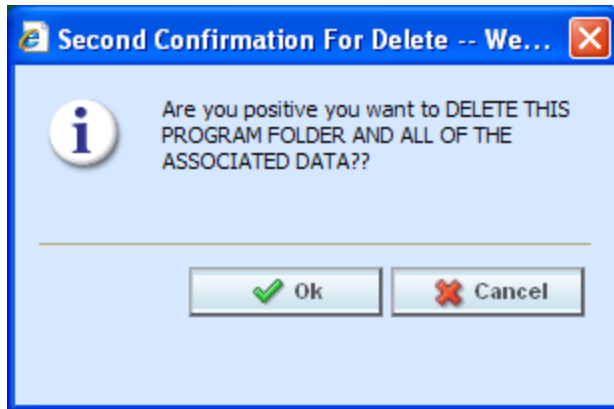 Second Confirmation For Delete -- We...
Are you positive you want to DELETE THIS
PROGRAM FOLDER AND ALL OF THE
ASSOCIATED DATA??
Ok
Cancel